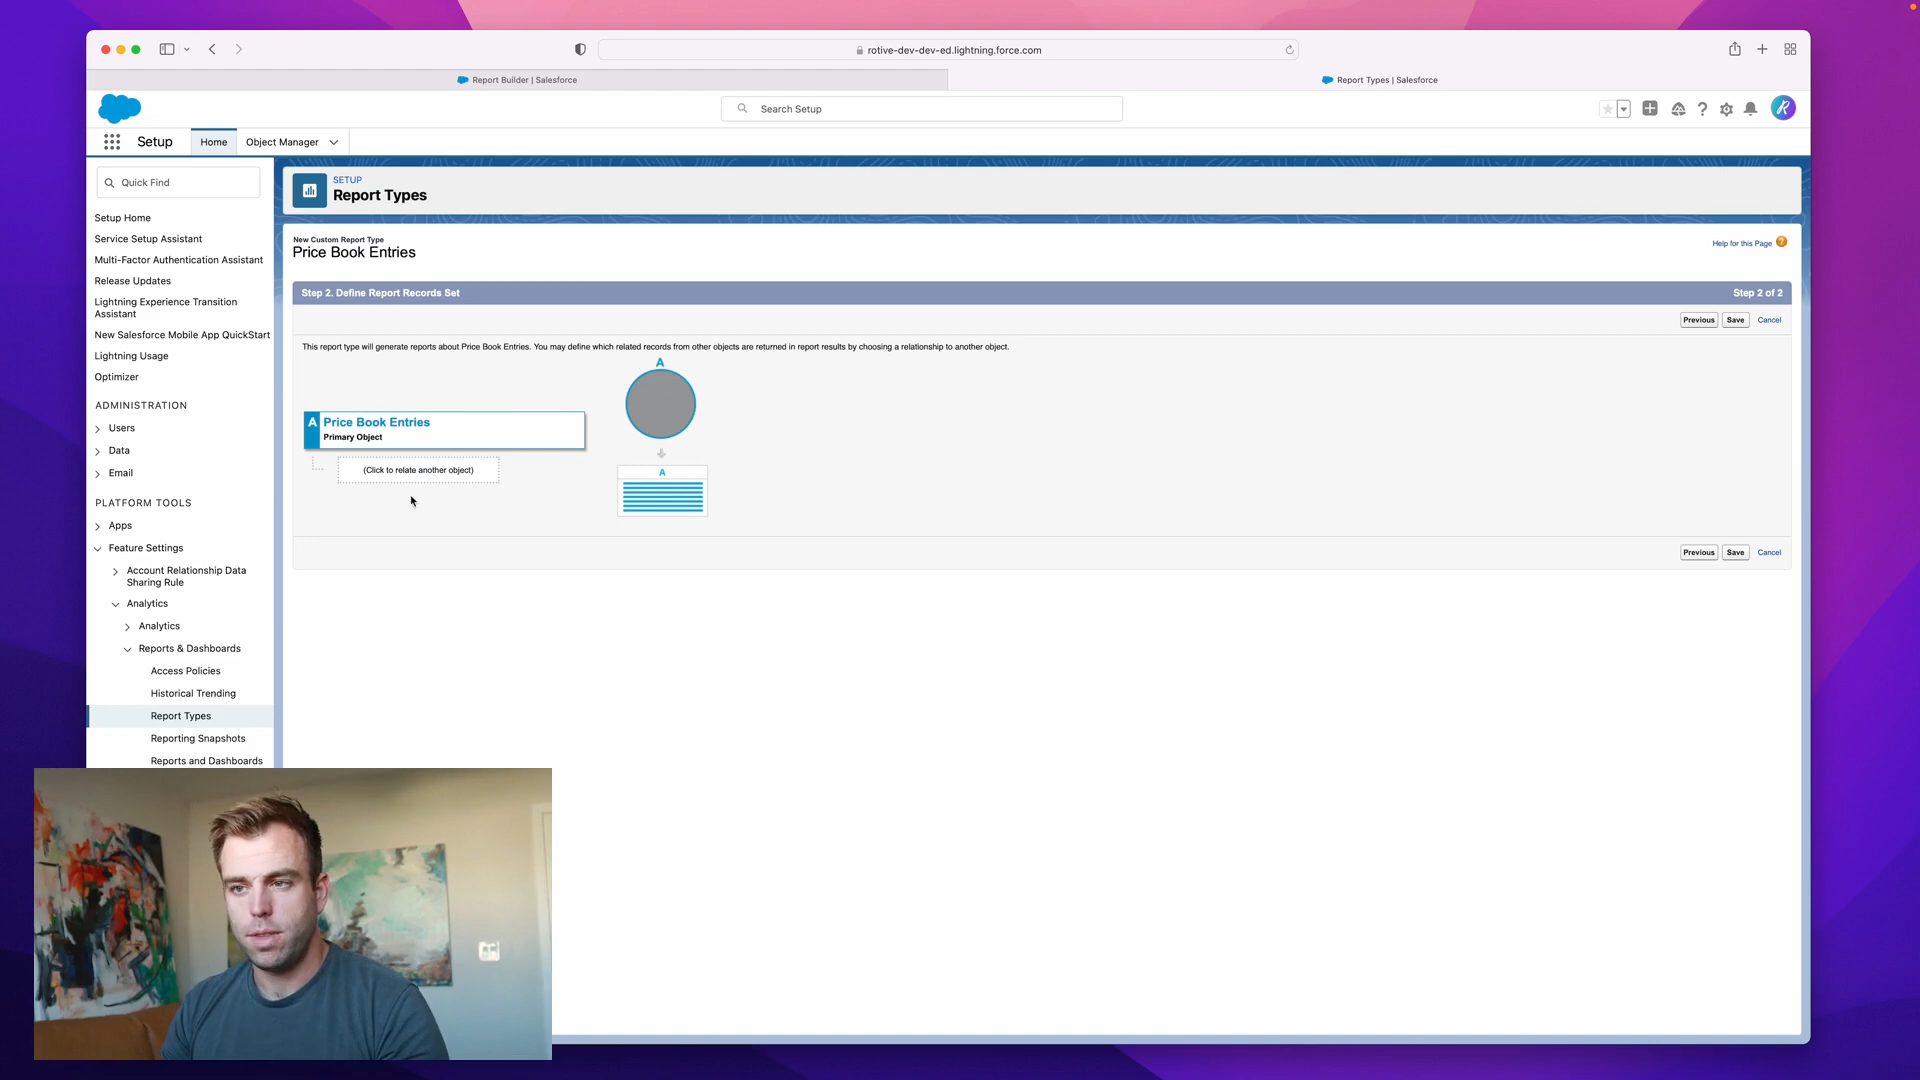 rotive-dev-dev-ed.lightning.force.com
Report Builder | Salesforce
Report Types | Salesforce
Search Setup
Setup
Home
Object Manager
Quick Find
Setup Home
Service Setup Assistant
Multi-Factor Authentication Assistant
Release Updates
Lightning Experience Transition
Assistant
New Salesforce Mobile App QuickStart
Lightning Usage
Optimizer
ADMINISTRATION
Users
Data
Email
PLATFORM TOOLS
Apps
Feature Settings
Account Relationship Data
Sharing Rule
Analytics
Analytics
Reports & Dashboards
Access Policies
Historical Trending
Report Types
Reporting Snapshots
Reports and Dashboards
SETUP
Report Types
New Custom Report Type
Price Book Entries
Help for this Page ?
Step 2. Define Report Records Set
Step 2 of 2
Previous
Save
Cancel
This report type will generate reports about Price Book Entries. You may define which related records from other objects are returned in report results by choosing a relationship to another object.
A
A Price Book Entries
Primary Object
(Click to relate another object)
A
Previous
Save
Cancel